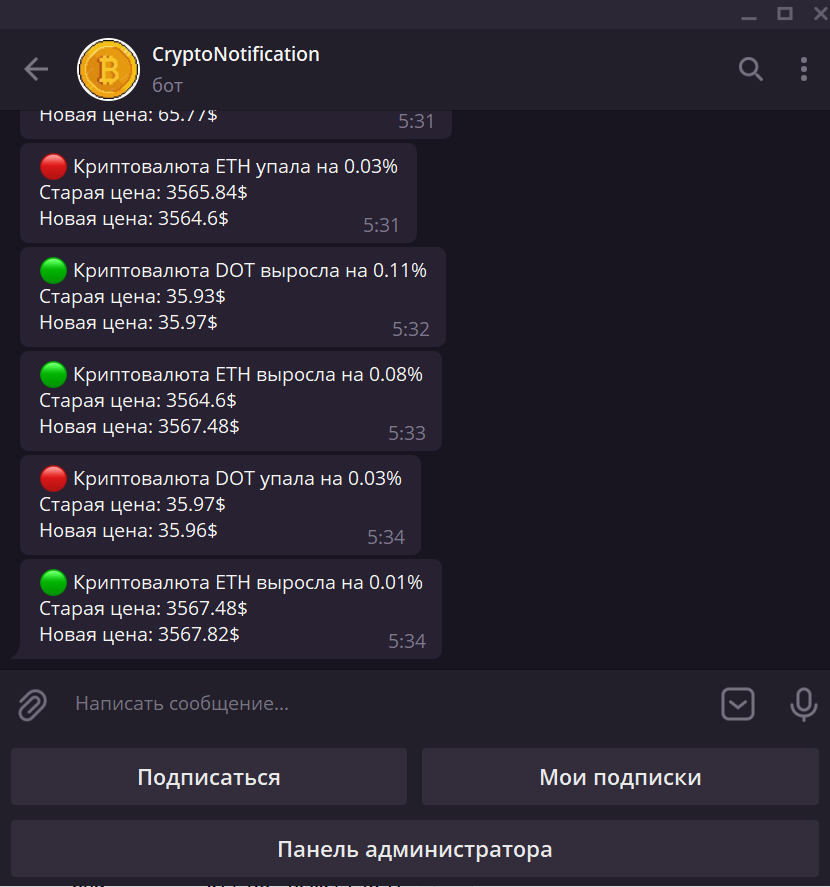 CryptoNotification
бот
Новая цена: 65.77$
5:31
Криптовалюта ETH упала на 0.03%
Старая цена: 3565.84$
Новая цена: 3564.6$
5:31
Криптовалюта DOT выросла на 0.11%
Старая цена: 35.93$
Новая цена: 35.97$
5:32
Криптовалюта ETH выросла на 0.08%
Старая цена: 3564.6$
Новая цена: 3567.48$
5:33
Криптовалюта DOT упала на 0.03%
Старая цена: 35.97$
Новая цена: 35.96$
5:34
Криптовалюта ETH выросла на 0.01%
Старая цена: 3567.48$
Новая цена: 3567.82$
5:34
Написать сообщение...
Подписаться
Мои подписки
Панель администратора